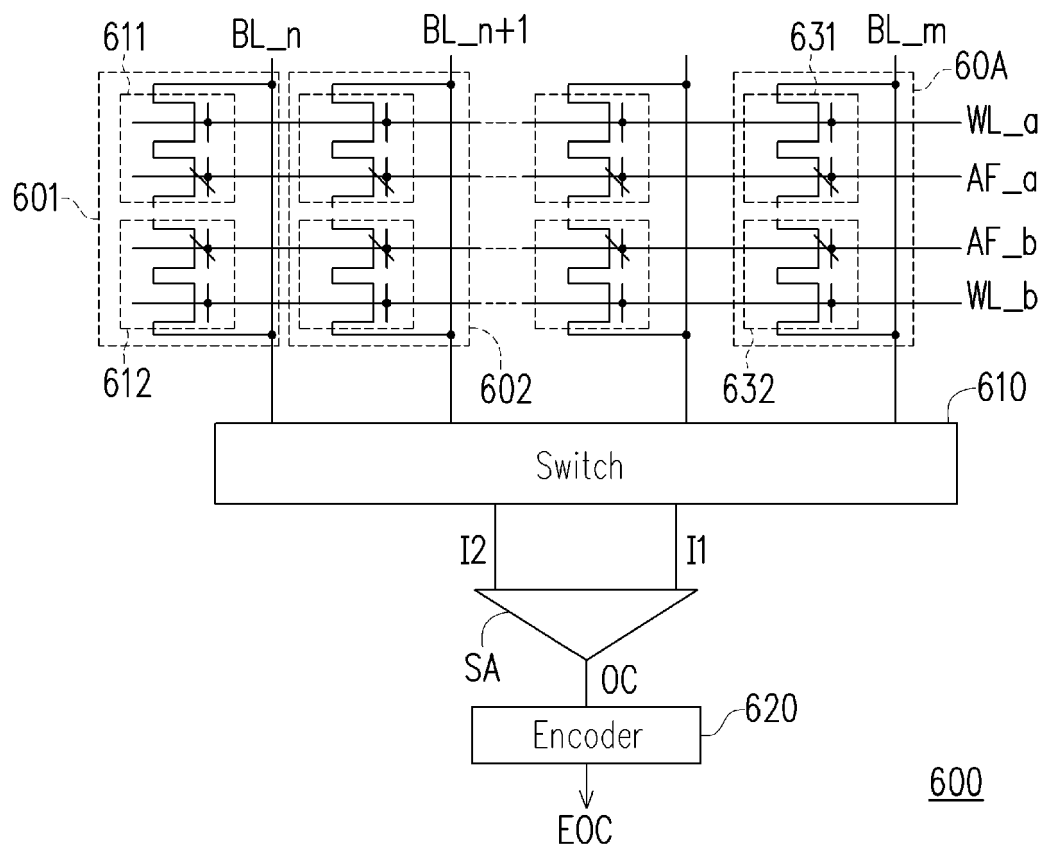 611
BL_n
BL_n+1
631
BL_m
60A
WL_a
601
AF_a
AF_b
WL_b
612
602
632
610
Switch
I2
I1
SA
OC
620
Encoder
600
EOC